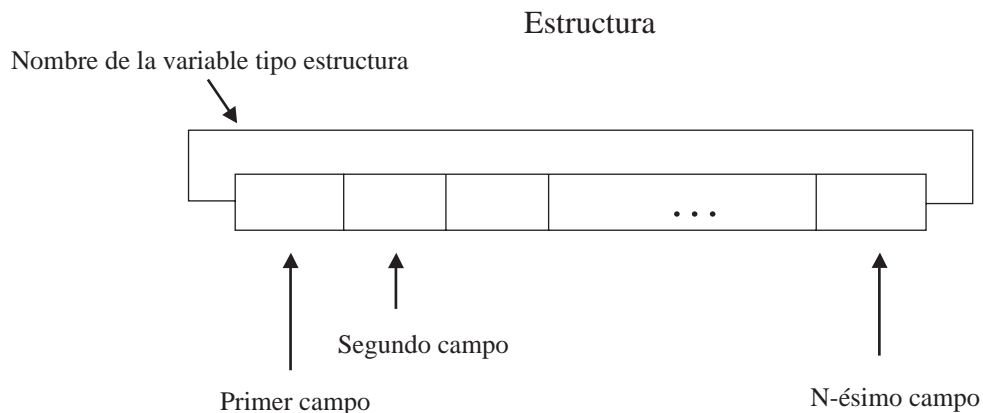 Estructura
Nombre de la variable tipo estructura
...
Segundo campo
Primer campo
N-ésimo campo